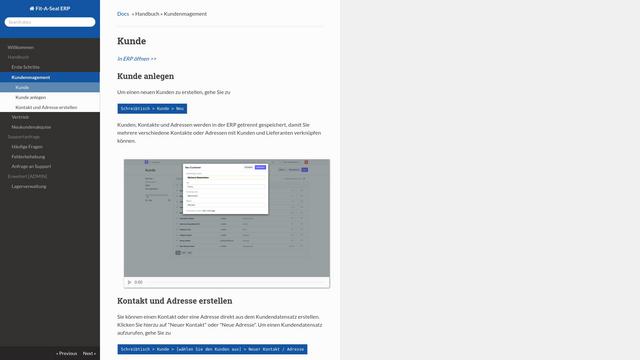 Fit-A-Seal ERP
Search docs
Willkommen
Handbuch
Erste Schritte
Kundenmanagement
Kunde
Kunde anlegen
Kontakt und Adresse erstellen
Vertrieb
Neukundenakquise
Supportanfrage
Häufige Fragen
Fehlerbehebung
Anfrage an Support
Erweitert [ADMIN]
Lagerverwaltung
« Previous Next »
Docs » Handbuch » Kundenmanagement
Kunde
In ERP öffnen >>
Kunde anlegen
Um einen neuen Kunden zu erstellen, gehen Sie zu
Schreibtisch > Kunde > Neu
Kunden, Kontakte und Adressen werden in der ERP getrennt gespeichert, damit Sie
mehrere verschiedene Kontakte oder Adressen mit Kunden und Lieferanten verknüpfen
können.
Kunde
New Customer
0:00
Kontakt und Adresse erstellen
Sie können einen Kontakt oder eine Adresse direkt aus dem Kundendatensatz erstellen.
Klicken Sie hierzu auf "Neuer Kontakt" oder "Neue Adresse". Um einen Kundendatensatz
aufzurufen, gehen Sie zu
Schreibtisch > Kunde > [wählen Sie den Kunden aus] > Neuer Kontakt / Adresse